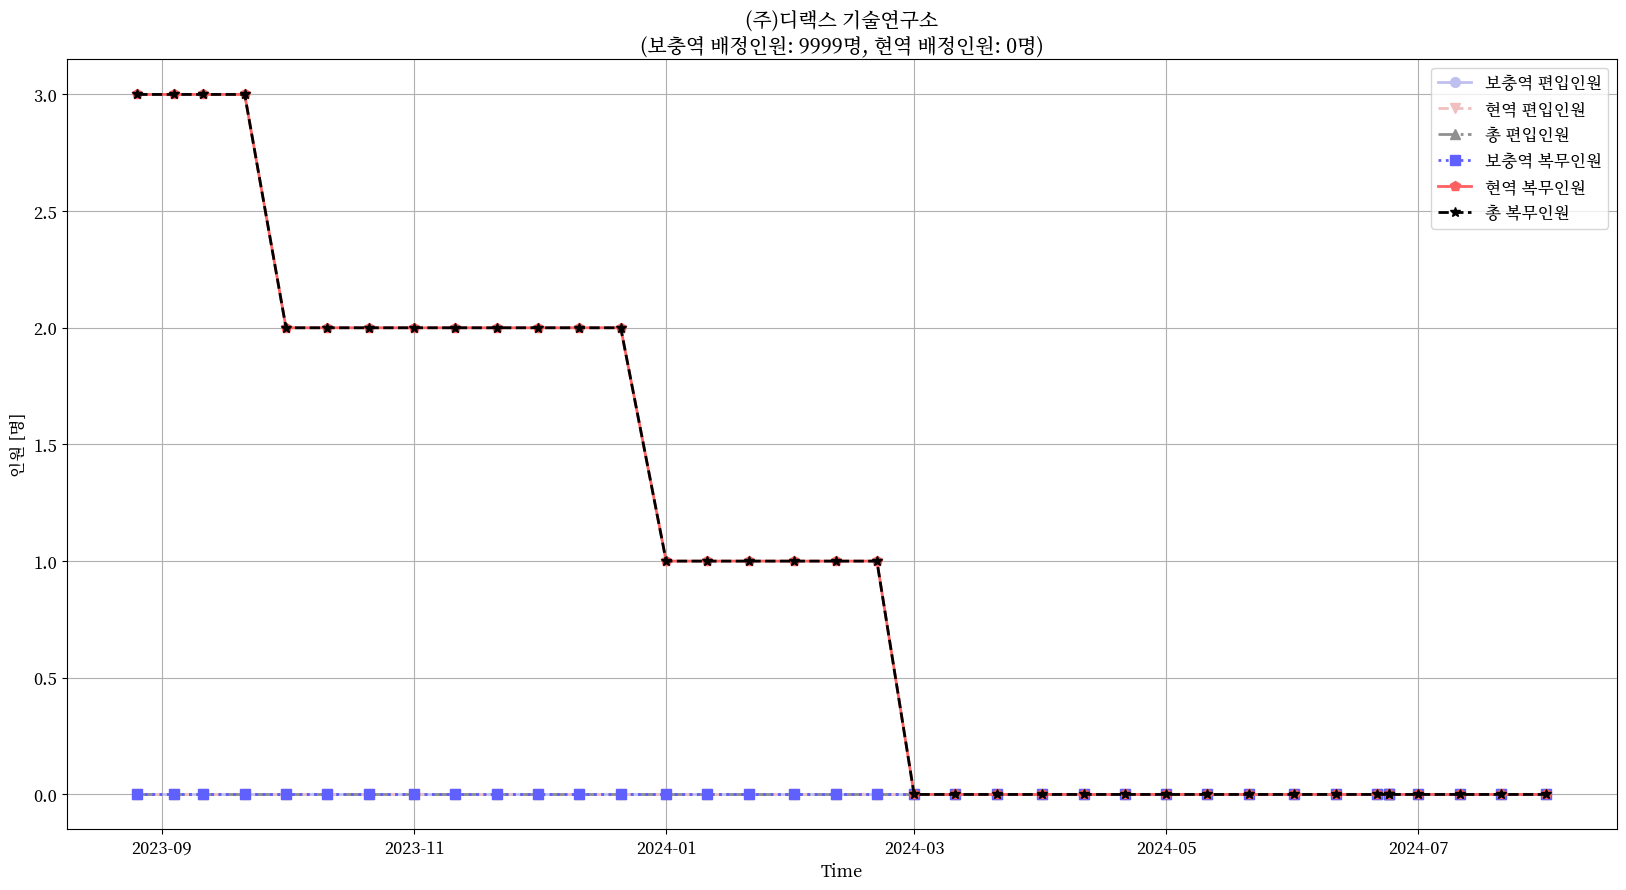 (주)디랙스 기술연구소
(보충역 배정인원: 9999명, 현역 배정인원: 0명)
보충역 편입인원
현역 편입인원
총 편입인원
보충역 복무인원
현역 복무인원
총 복무인원
인원 [명]
3.0
2.5
2.0
1.5
1.0
0.5
0.0
2023-09
2023-11
2024-01
2024-03
2024-05
2024-07
Time